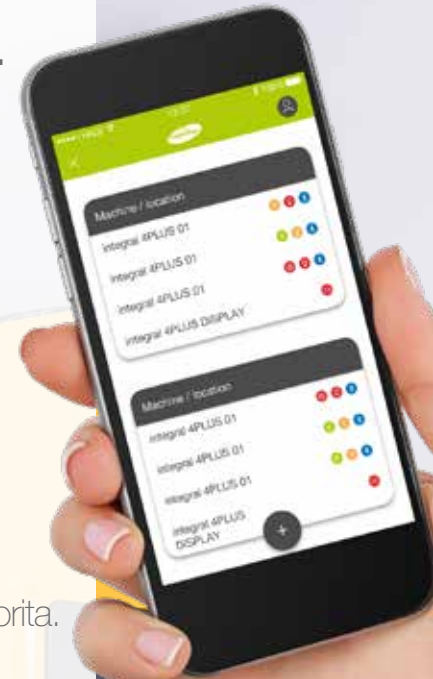 Machine / location
integral 4PLUS 01
integral 4PLUS 01
integral 4PLUS 01
integral 4PLUS DISPLAY
Machine / location
integral 4PLUS 01
integral 4PLUS 01
integral 4PLUS 01
integral 4PLUS
DISPLAY
+
orita.